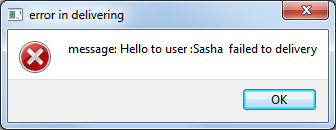 error in delivering
message: Hello to user :Sasha  failed to delivery
OK